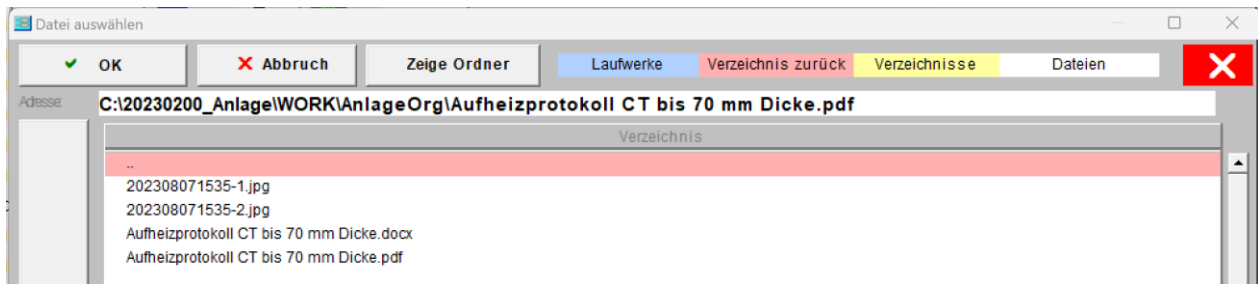 Datei auswählen
OK Abbruch Zeige Ordner Laufwerke Verzeichnis zurück Verzeichnisse Dateien
Adresse: C:\20230200_Anlage\WORK\AnlageOrg\Aufheizprotokoll CT bis 70 mm Dicke.pdf
Verzeichnis
..
202308071535-1.jpg
202308071535-2.jpg
Aufheizprotokoll CT bis 70 mm Dicke.docx
Aufheizprotokoll CT bis 70 mm Dicke.pdf